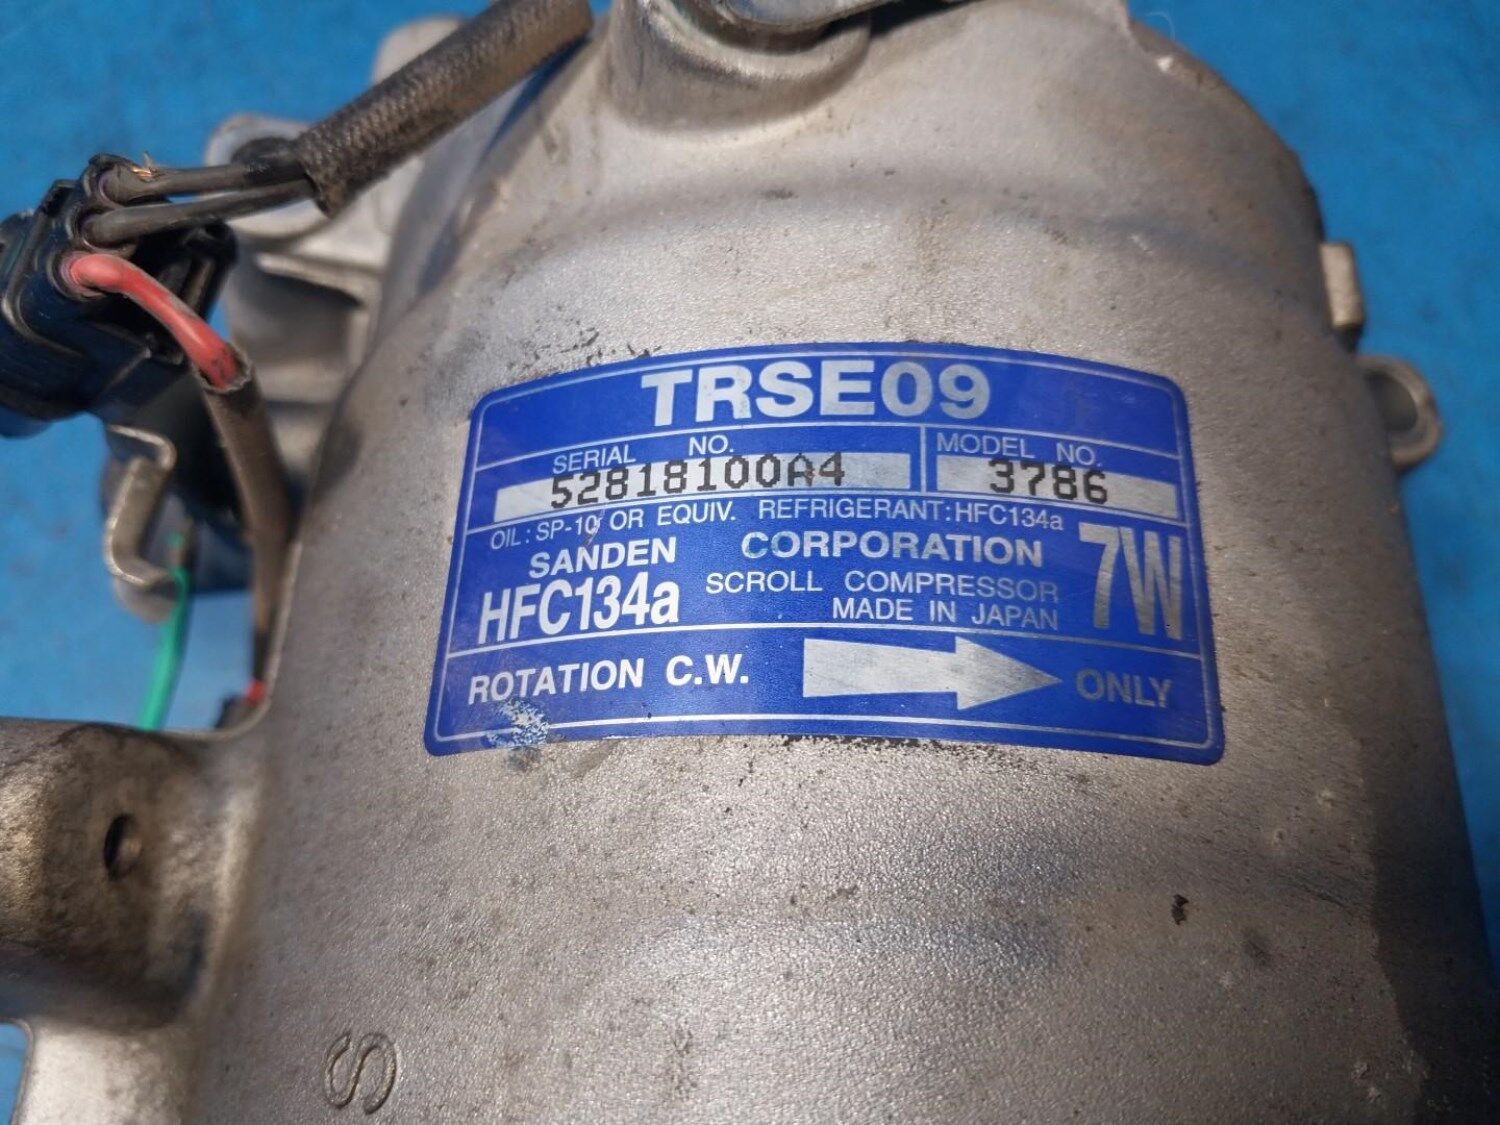 TRSE09
SERIAL NO. MODEL NO.
52818100A4 3786
OIL: SP-10 OR EQUIV. REFRIGERANT: HFC134a
SANDEN CORPORATION 7W
HFC134a SCROLL COMPRESSOR
MADE IN JAPAN
ROTATION C.W. ONLY
S